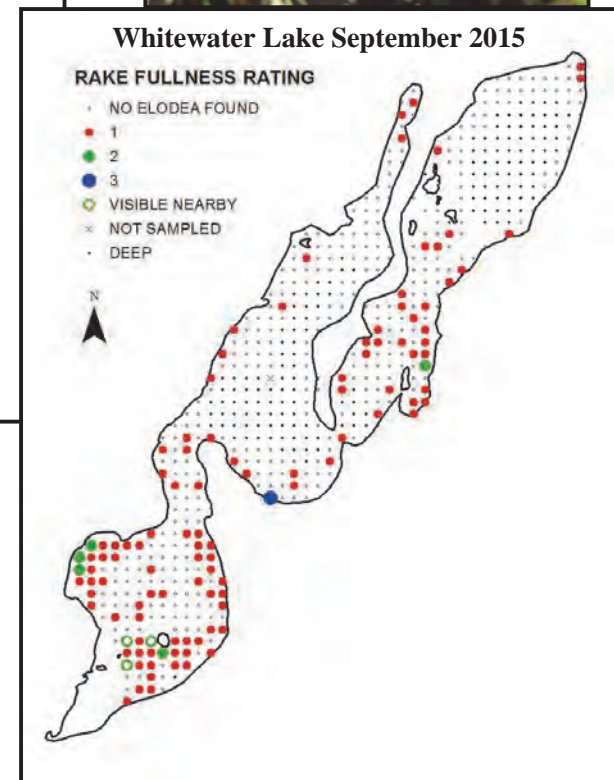 Whitewater Lake September 2015
RAKE FULLNESS RATING
NO ELODEA FOUND
1
2
3
VISIBLE NEARBY
NOT SAMPLED
DEEP
N